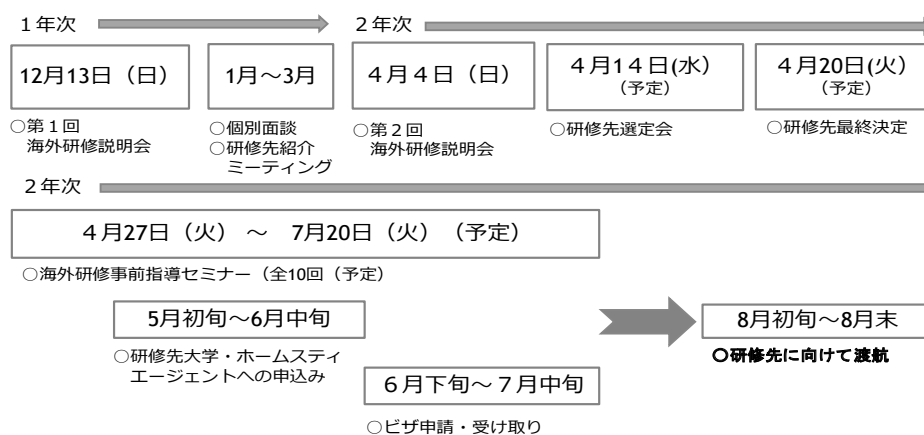 １年次
２年次
12月13日（日）
1月～3月
４月４日（日）
４月１４日(水)
（予定）
４月20日(火)
（予定）
○第１回
海外研修説明会
○個別面談
○研修先紹介
ミーティング
○第２回
海外研修説明会
○研修先選定会
○研修先最終決定
２年次
４月27日（火） ～ 7月20日（火）（予定）
○海外研修事前指導セミナー（全10回（予定）
5月初旬～6月中旬
8月初旬～8月末
○研修先大学・ホームスティ
エージェントへの申込み
○研修先に向けて渡航
６月下旬～７月中旬
○ビザ申請・受け取り